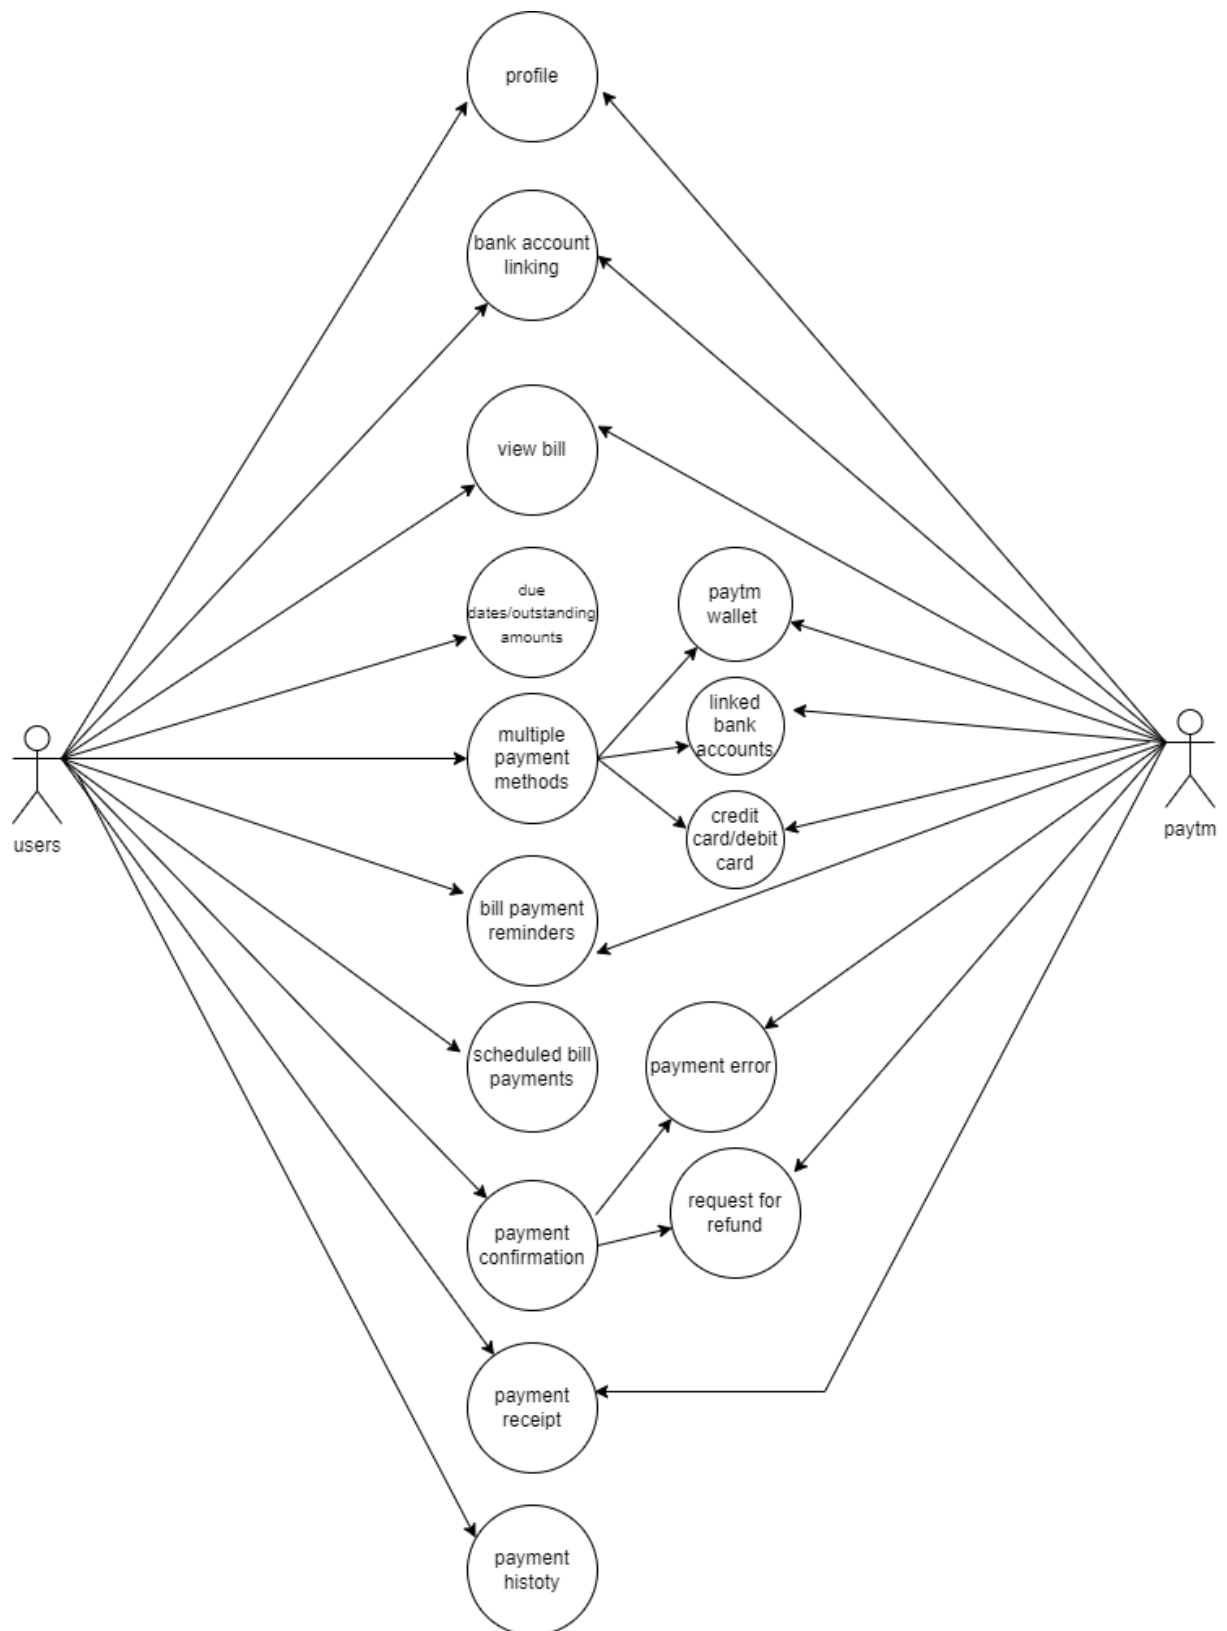 profile
bank account
linking
view bill
due
dates/outstanding
amounts
paytm
wallet
multiple
payment
methods
linked
bank
accounts
credit
card/debit
card
users
paytm
bill payment
reminders
scheduled bill
payments
payment error
payment
confirmation
request for
refund
payment
receipt
payment
histoty